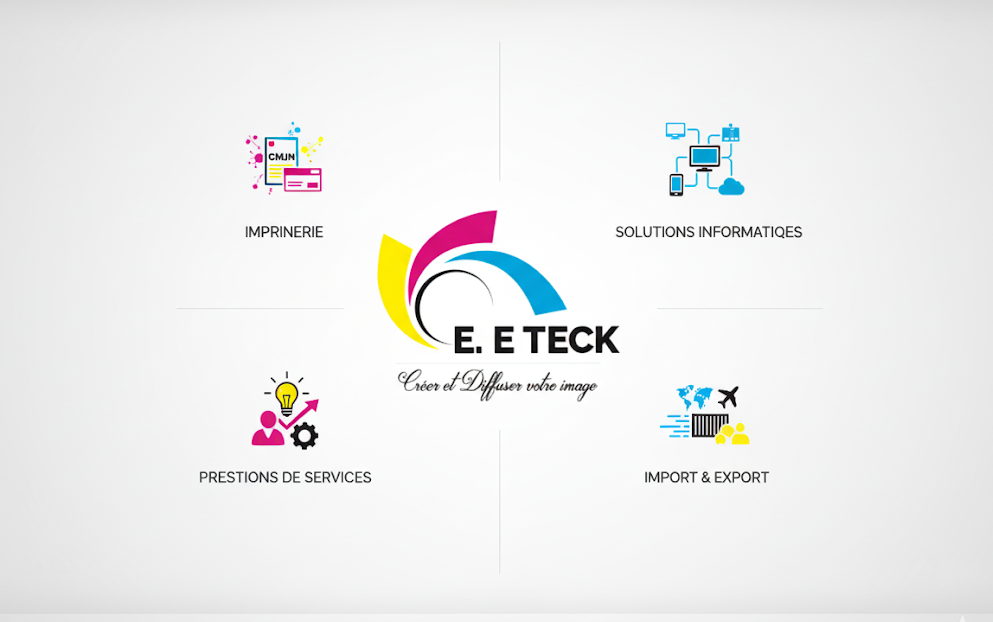 CMJN
IMPRINERIE
SOLUTIONS INFORMATIQES
E. E TECK
Créer et Diffuser votre image
PRESTIONS DE SERVICES
IMPORT & EXPORT